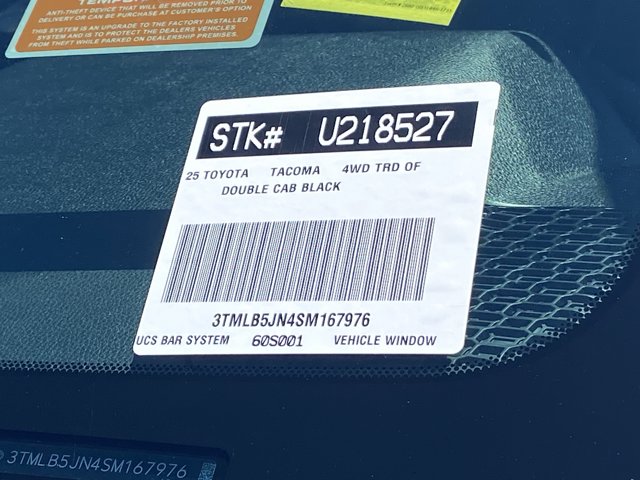 ANTI-THEFT DEVICE THAT WILL BE REMOVED PRIOR TO
DELIVERY OR CAN BE PURCHASE AT CUSTOMER'S OPTION
THIS SYSTEM IS AN UPGRADE TO THE FACTORY INSTALLED
SYSTEM AND IS TO PROTECT THE DEALERS VEHICLES
FROM THEFT WHILE PARKED ON DEALERSHIP PREMISES.
STK# U218527
25 TOYOTA TACOMA 4WD TRD OF
DOUBLE CAB BLACK
3TMLB5JN4SM167976
UCS BAR SYSTEM 60S001 VEHICLE WINDOW
3TMLB5JN4SM167976